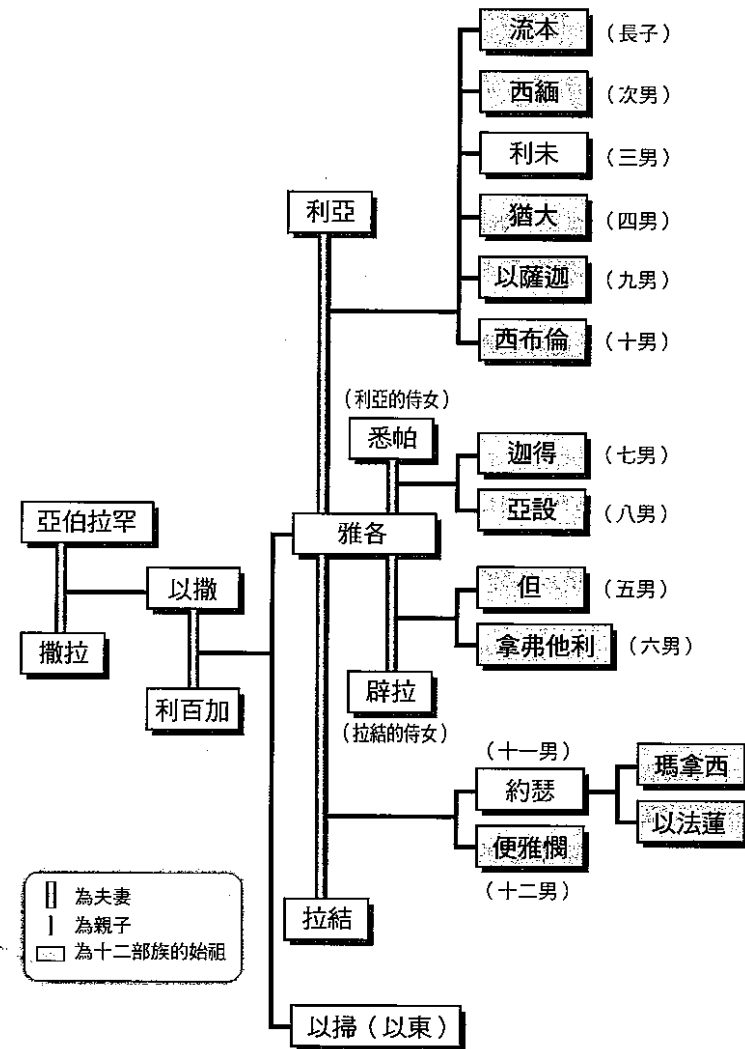 流本 (長子)
西緬 (次男)
利未 (三男)
利亞
猶大 (四男)
以薩迦 (九男)
西布倫 (十男)
(利亞的侍女)
悉帕
迦得 (七男)
亞設 (八男)
亞伯拉罕
雅各
以撒
但 (五男)
拿弗他利 (六男)
撒拉
辟拉
利百加
(拉結的侍女)
(十一男)
約瑟
瑪拿西
以法蓮
便雅憫
(十二男)
拉結
為夫妻
為親子
為十二部族的始祖
以掃(以東)